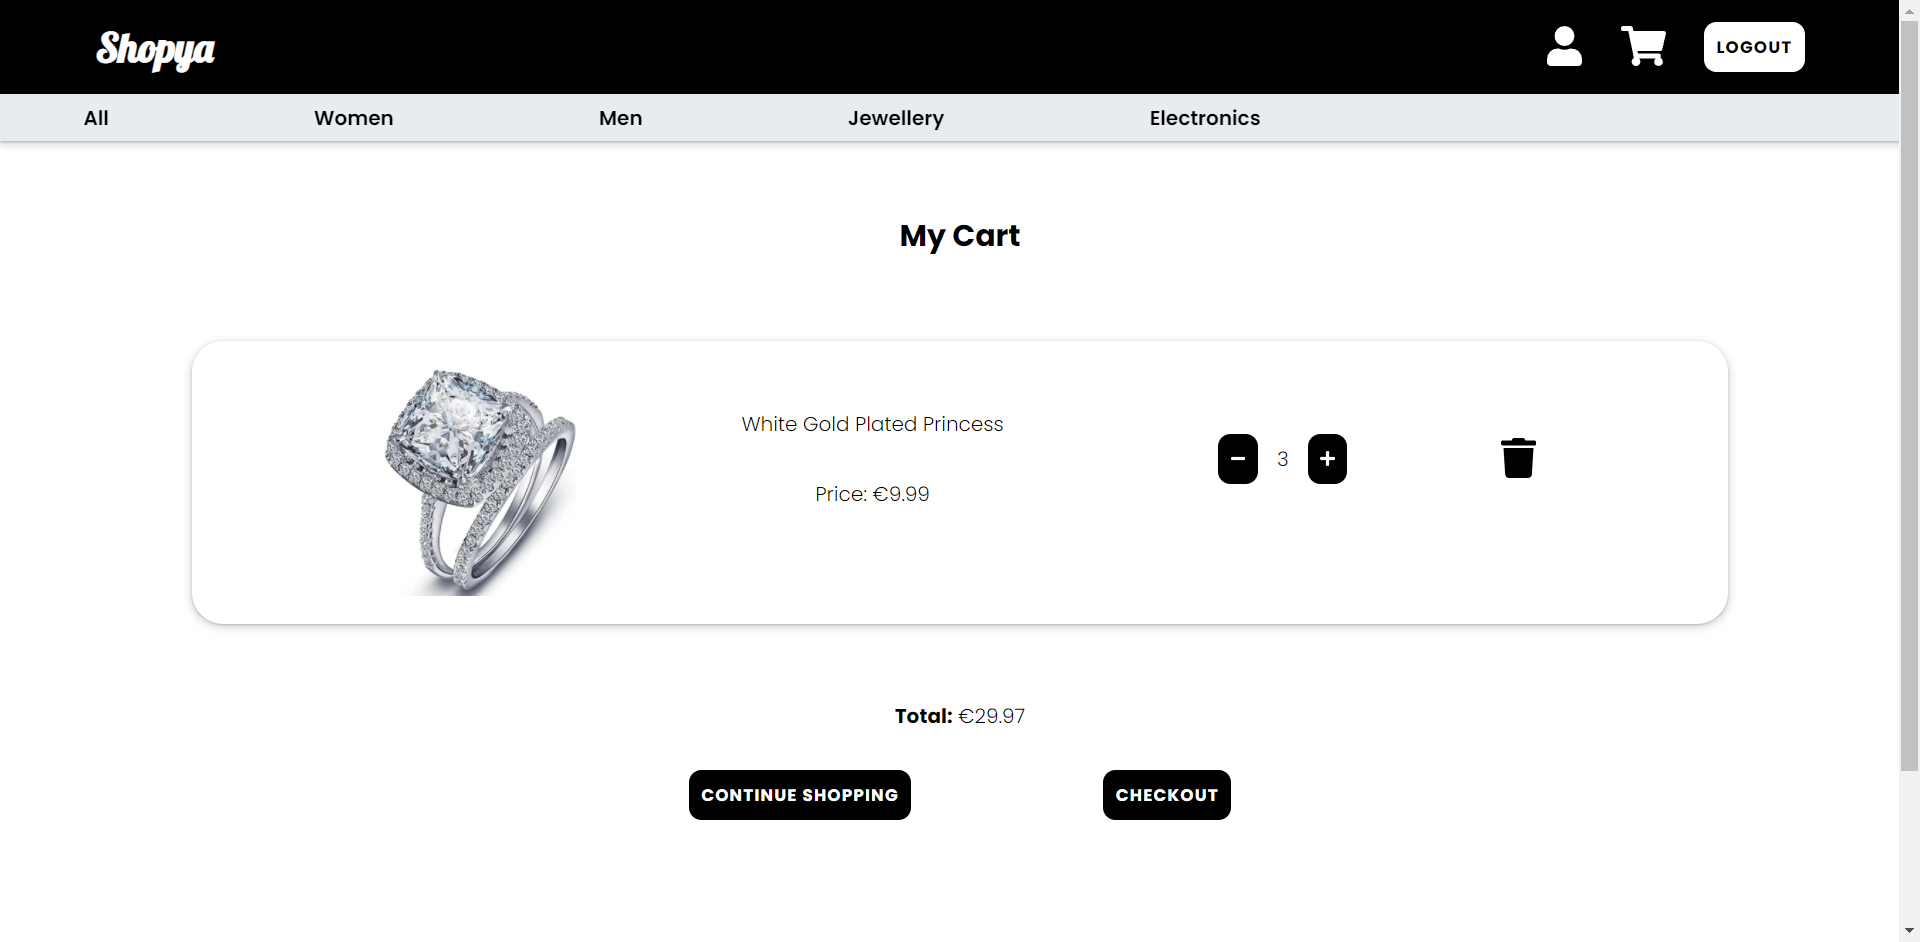 Shopya
LOGOUT
All Women Men Jewellery Electronics
My Cart
White Gold Plated Princess
3
Price: €9.99
Total: €29.97
CONTINUE SHOPPING CHECKOUT